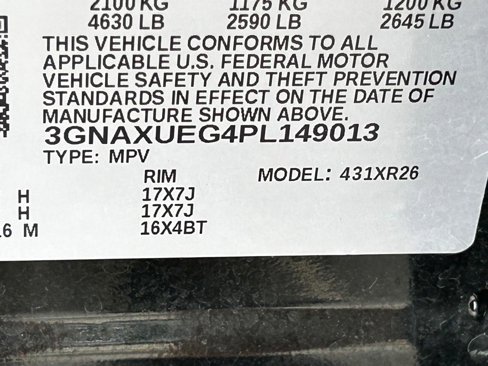 2100 KG 1175 KG 1200 KG
4630 LB 2590 LB 2645 LB
THIS VEHICLE CONFORMS TO ALL
APPLICABLE U.S. FEDERAL MOTOR
VEHICLE SAFETY AND THEFT PREVENTION
STANDARDS IN EFFECT ON THE DATE OF
MANUFACTURE SHOWN ABOVE.
3GNAXUEG4PL149013
TYPE: MPV
RIM MODEL: 431XR26
H 17X7J
H 17X7J
M 16X4BT